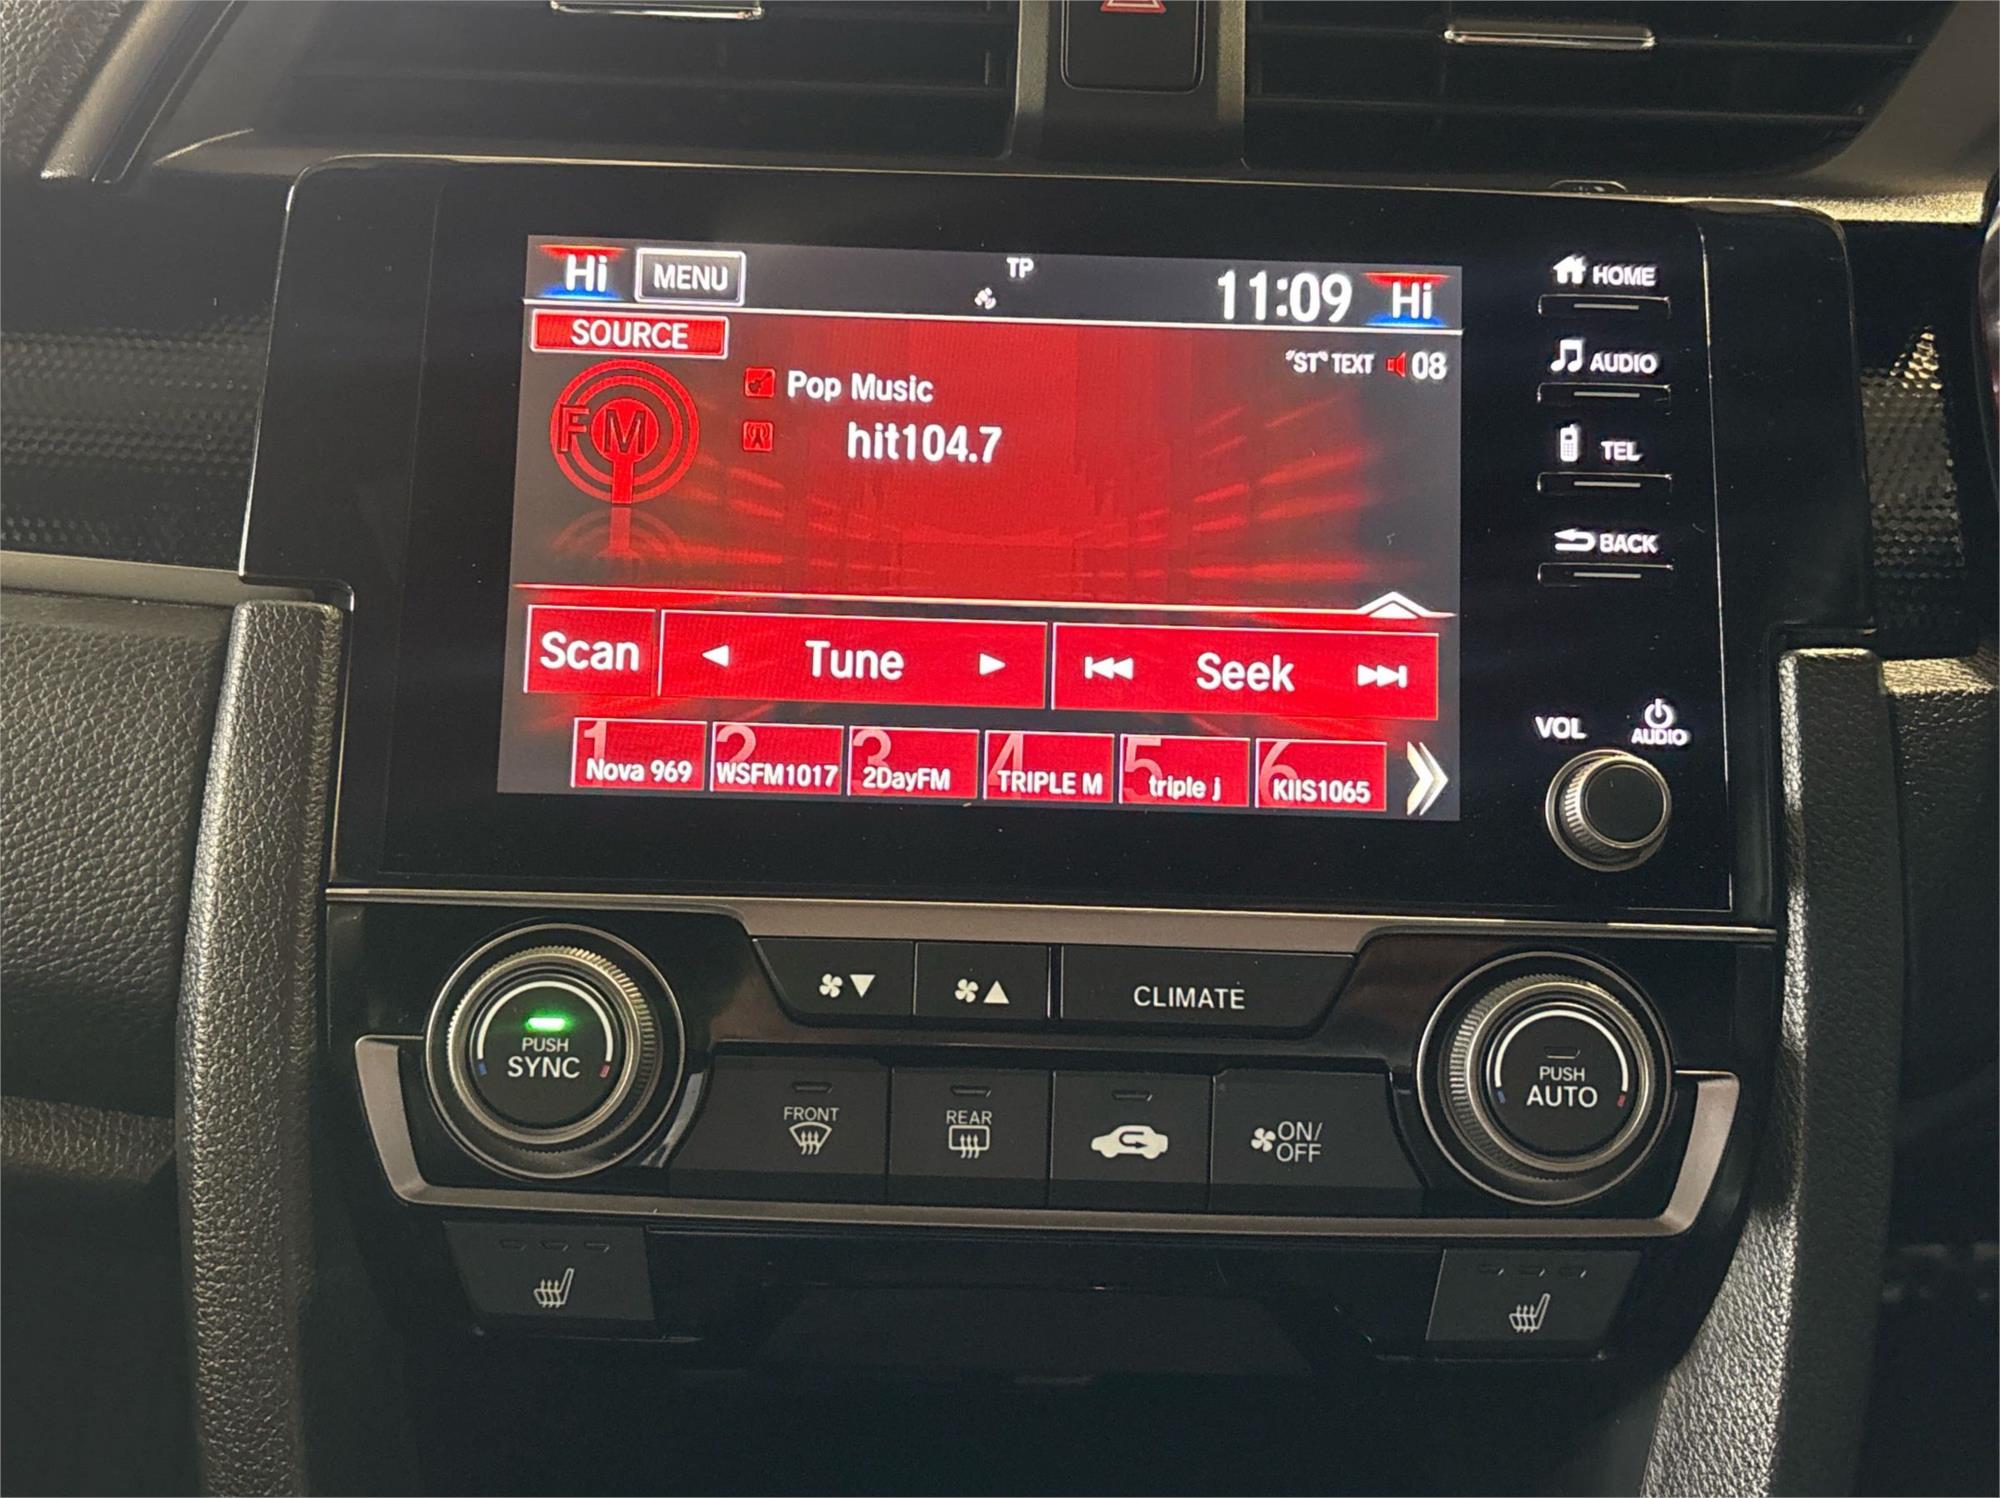 Hi MENU TP 11:09 Hi
SOURCE
"ST" TEXT 08
FM
Pop Music
hit104.7
Scan Tune Seek
1 Nova 969
2 WSFM1017
3 2DayFM
4 TRIPLE M
5 triple j
6 KIIS1065
HOME
AUDIO
TEL
BACK
VOL AUDIO
CLIMATE
PUSH
SYNC
PUSH
AUTO
FRONT
REAR
ON/
OFF